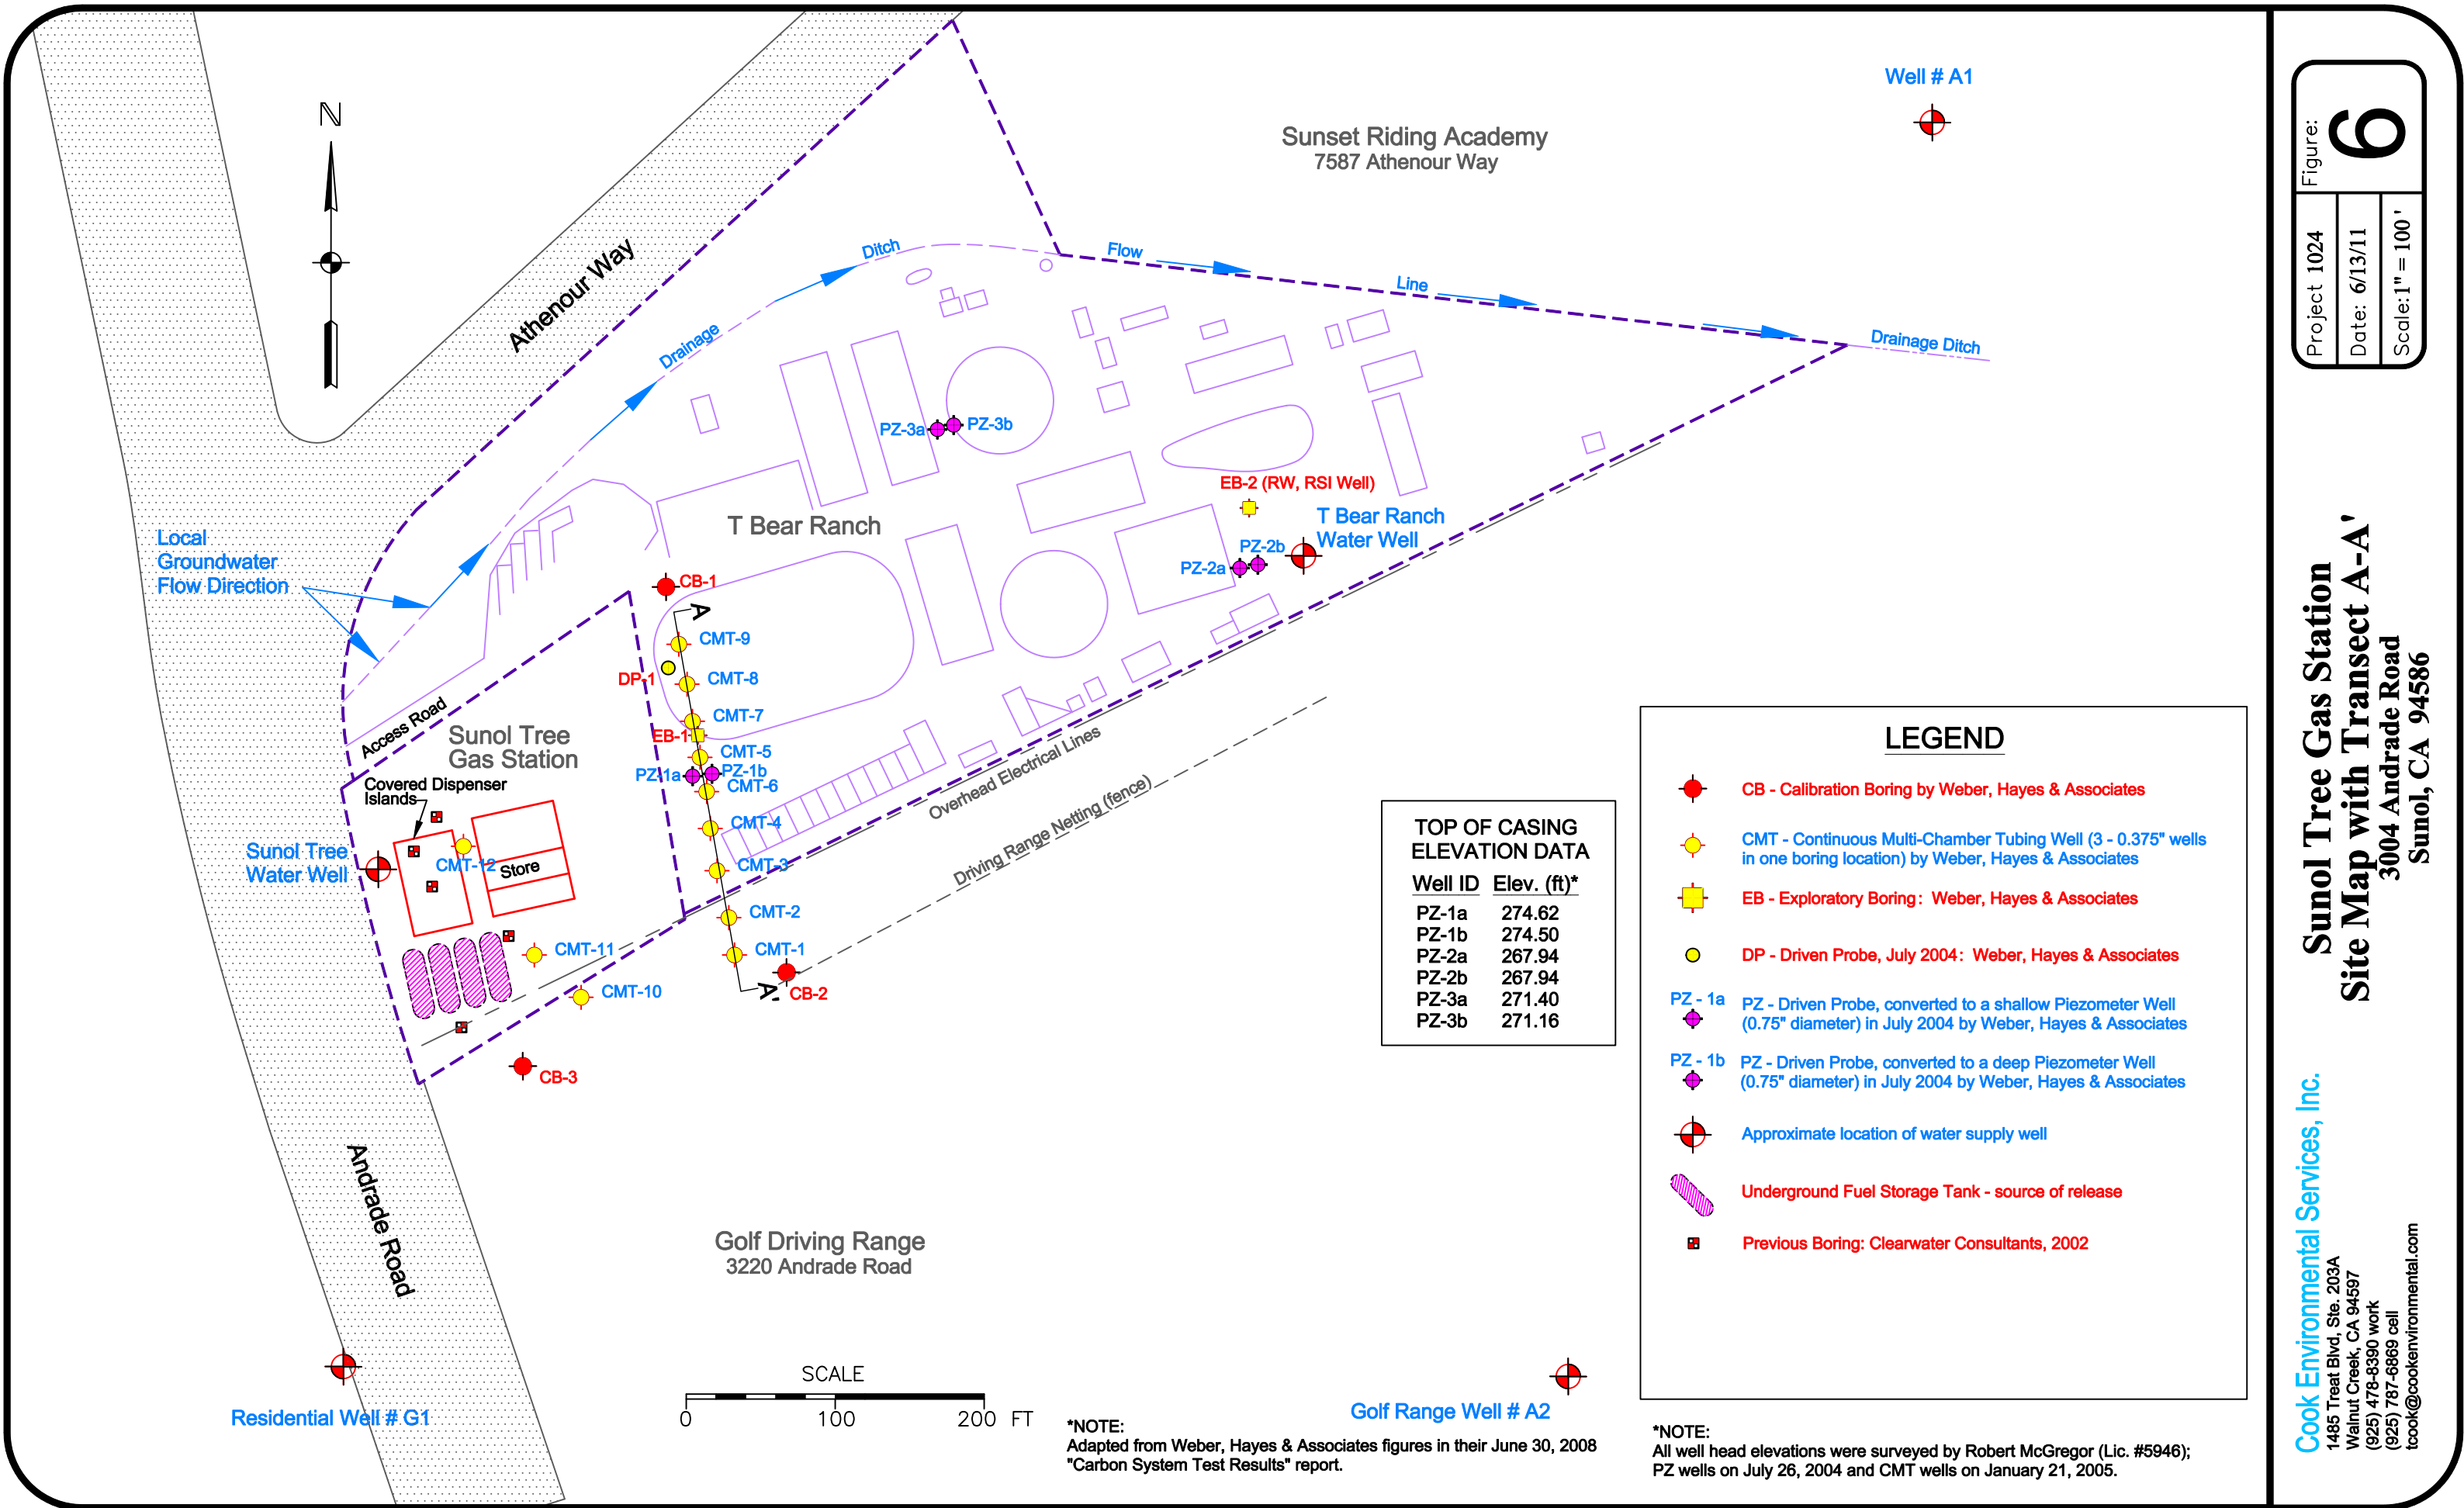 N
Athenour Way
Sunset Riding Academy
7587 Athenour Way
Well # A1
Ditch
Flow
Line
Drainage
Drainage Ditch
PZ-3a
PZ-3b
T Bear Ranch
EB-2 (RW, RSI Well)
T Bear Ranch
Water Well
PZ-2b
PZ-2a
Local
Groundwater
Flow Direction
CB-1
A
CMT-9
DP-1
CMT-8
CMT-7
EB-1
CMT-5
PZ-1a
PZ-1b
CMT-6
CMT-4
CMT-3
CMT-2
CMT-1
A'
CB-2
Access Road
Sunol Tree
Gas Station
Covered Dispenser
Islands
Sunol Tree
Water Well
CMT-12
Store
CMT-11
CMT-10
CB-3
Overhead Electrical Lines
Driving Range Netting (fence)
Andrade Road
Golf Driving Range
3220 Andrade Road
Residential Well # G1
SCALE
0 100 200 FT
Golf Range Well # A2
*NOTE:
Adapted from Weber, Hayes & Associates figures in their June 30, 2008
"Carbon System Test Results" report.
TOP OF CASING
ELEVATION DATA
Well ID Elev. (ft)*
PZ-1a 274.62
PZ-1b 274.50
PZ-2a 267.94
PZ-2b 267.94
PZ-3a 271.40
PZ-3b 271.16
LEGEND
CB - Calibration Boring by Weber, Hayes & Associates
CMT - Continuous Multi-Chamber Tubing Well (3 - 0.375" wells
in one boring location) by Weber, Hayes & Associates
EB - Exploratory Boring: Weber, Hayes & Associates
DP - Driven Probe, July 2004: Weber, Hayes & Associates
PZ - 1a PZ - Driven Probe, converted to a shallow Piezometer Well
(0.75" diameter) in July 2004 by Weber, Hayes & Associates
PZ - 1b PZ - Driven Probe, converted to a deep Piezometer Well
(0.75" diameter) in July 2004 by Weber, Hayes & Associates
Approximate location of water supply well
Underground Fuel Storage Tank - source of release
Previous Boring: Clearwater Consultants, 2002
*NOTE:
All well head elevations were surveyed by Robert McGregor (Lic. #5946);
PZ wells on July 26, 2004 and CMT wells on January 21, 2005.
Figure:
6
Project 1024
Date: 6/13/11
Scale: 1" = 100'
Sunol Tree Gas Station
Site Map with Transect A-A'
3004 Andrade Road
Sunol, CA 94586
Cook Environmental Services, Inc.
1485 Treat Blvd, Ste. 203A
Walnut Creek, CA 94597
(925) 478-8390 work
(925) 787-6869 cell
tcook@cookenvironmental.com